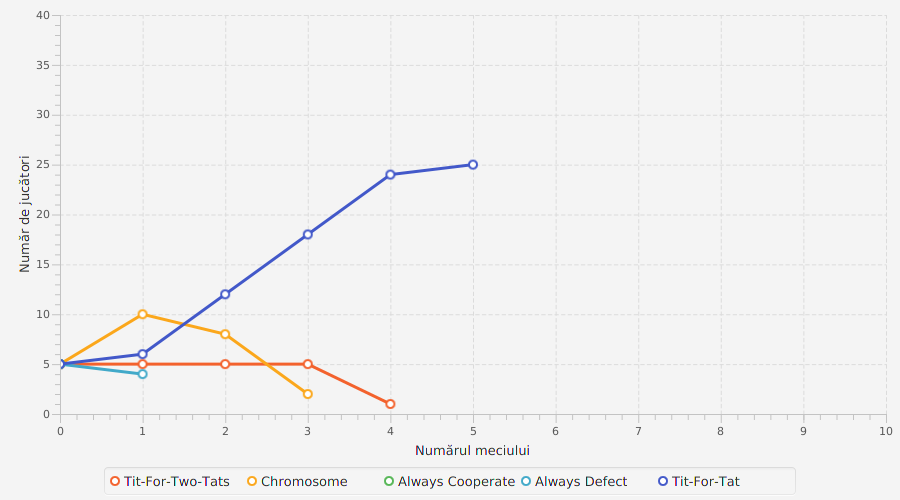 40
35
30
25
20
15
10
5
0
Număr de jucători
0 1 2 3 4 5 6 7 8 9 10
Numărul meciului
Tit-For-Two-Tats Chromosome Always Cooperate Always Defect Tit-For-Tat